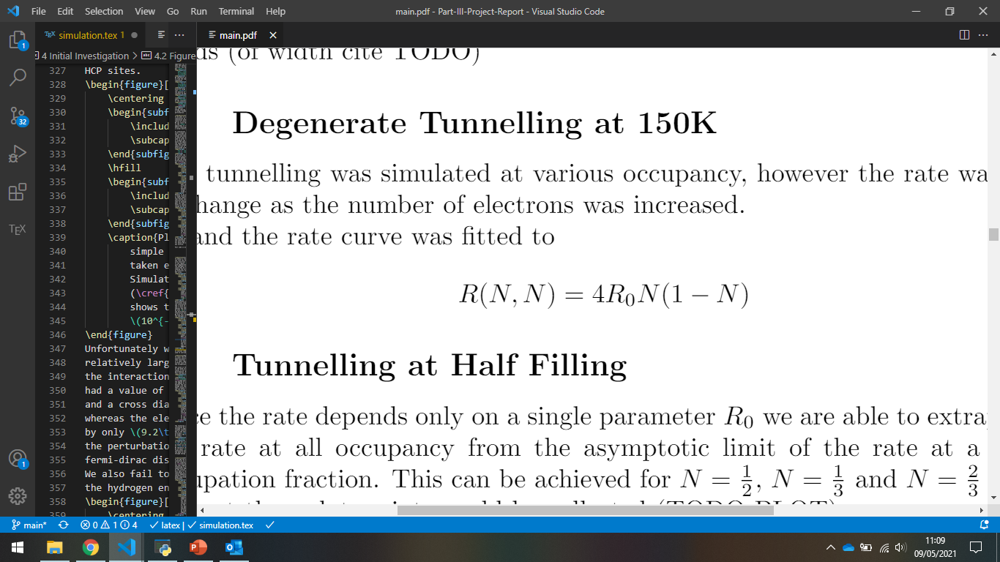 File Edit Selection View Go Run Terminal Help main.pdf - Part-III-Project-Report - Visual Studio Code
simulation.tex 1 main.pdf
4 Initial Investigation > 4.2 Figure
327 HCP sites.
328 \begin{figure}[
329 \centering
330 \begin{subf
331 \includ
332 \subcap
333 \end{subfig
334 \hfill
335 \begin{subf
336 \includ
337 \subcap
338 \end{subfig
339 \caption{Pl
340 simple
341 taken e
342 Simulat
343 (\cref{
344 shows t
345 \(10^{-
346 \end{figure}
347 Unfortunately w
348 relatively larg
349 the interaction
350 had a value of
351 and a cross dia
352 whereas the ele
353 by only \(9.2\t
354 the perturbatio
355 fermi-dirac dis
356 We also fail to
357 the hydrogen en
358 \begin{figure}[
359 \centering
ds (of width cite TODO)
Degenerate Tunnelling at 150K
tunnelling was simulated at various occupancy, however the rate wa
hange as the number of electrons was increased.
and the rate curve was fitted to
R(N, N) = 4R₀N(1 − N)
Tunnelling at Half Filling
ce the rate depends only on a single parameter R₀ we are able to extra
rate at all occupancy from the asymptotic limit of the rate at a
upation fraction. This can be achieved for N = 1/2, N = 1/3 and N = 2/3
(TODO PLOT)
1
32
TEX
1
main* 0 1 4 latex | simulation.tex
11:09
09/05/2021